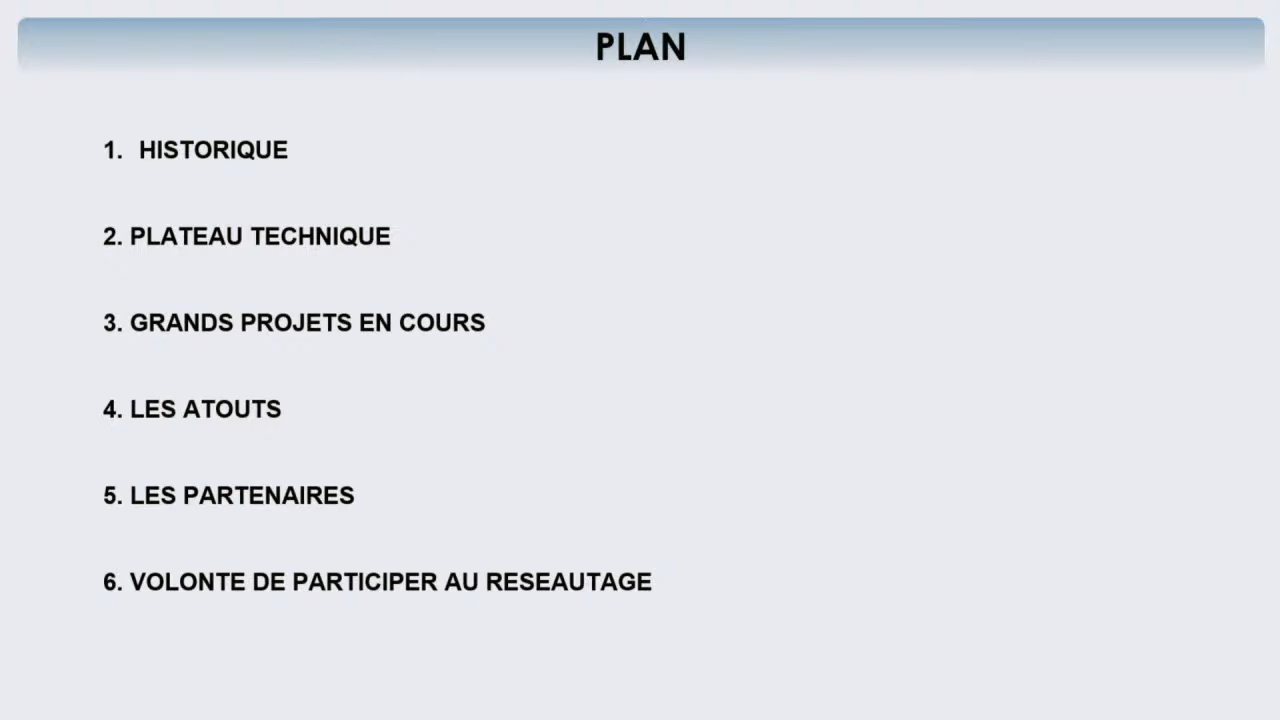 PLAN
1. HISTORIQUE
2. PLATEAU TECHNIQUE
3. GRANDS PROJETS EN COURS
4. LES ATOUTS
5. LES PARTENAIRES
6. VOLONTE DE PARTICIPER AU RESEAUTAGE